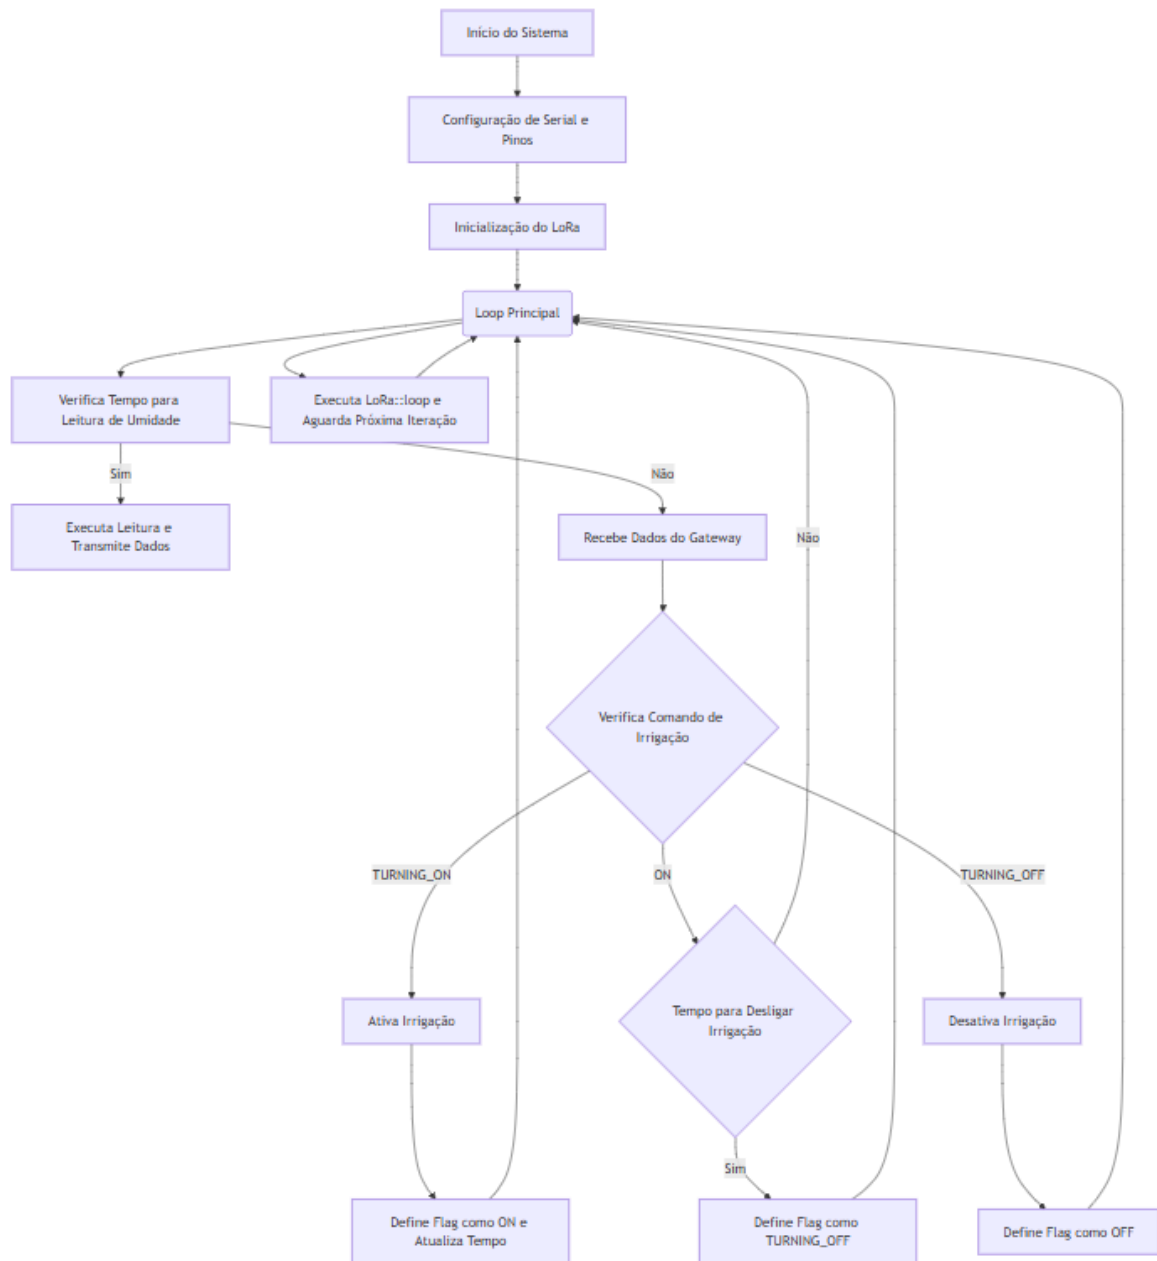 Início do Sistema
Configuração de Serial e
Pinos
Inicialização do LoRa
Loop Principal
Verifica Tempo para
Leitura de Umidade
Executa LoRa::loop e
Aguarda Próxima Iteração
Sim
Não
Executa Leitura e
Transmite Dados
Recebe Dados do Gateway
Não
Verifica Comando de
Irrigação
TURNING_ON
ON
TURNING_OFF
Ativa Irrigação
Tempo para Desligar
Irrigação
Desativa Irrigação
Sim
Define Flag como ON e
Atualiza Tempo
Define Flag como
TURNING_OFF
Define Flag como OFF